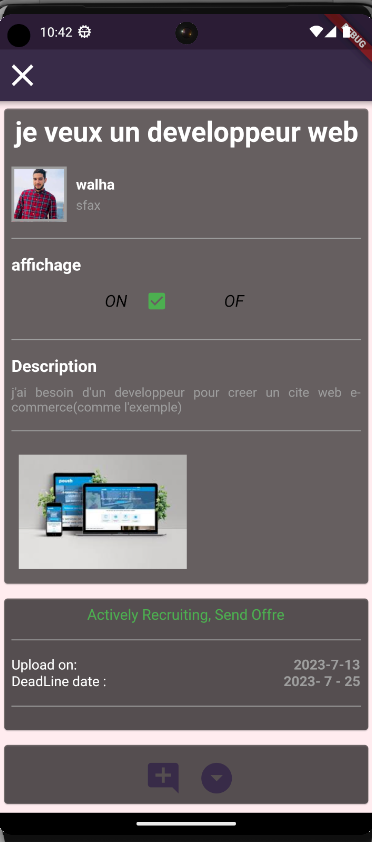 10:42
DEBUG
je veux un developpeur web
walha
sfax
affichage
ON OF
Description
j'ai besoin d'un developpeur pour creer un cite web e-
commerce(comme l'exemple)
Actively Recruiting, Send Offre
Upload on: 2023-7-13
DeadLine date : 2023- 7 - 25